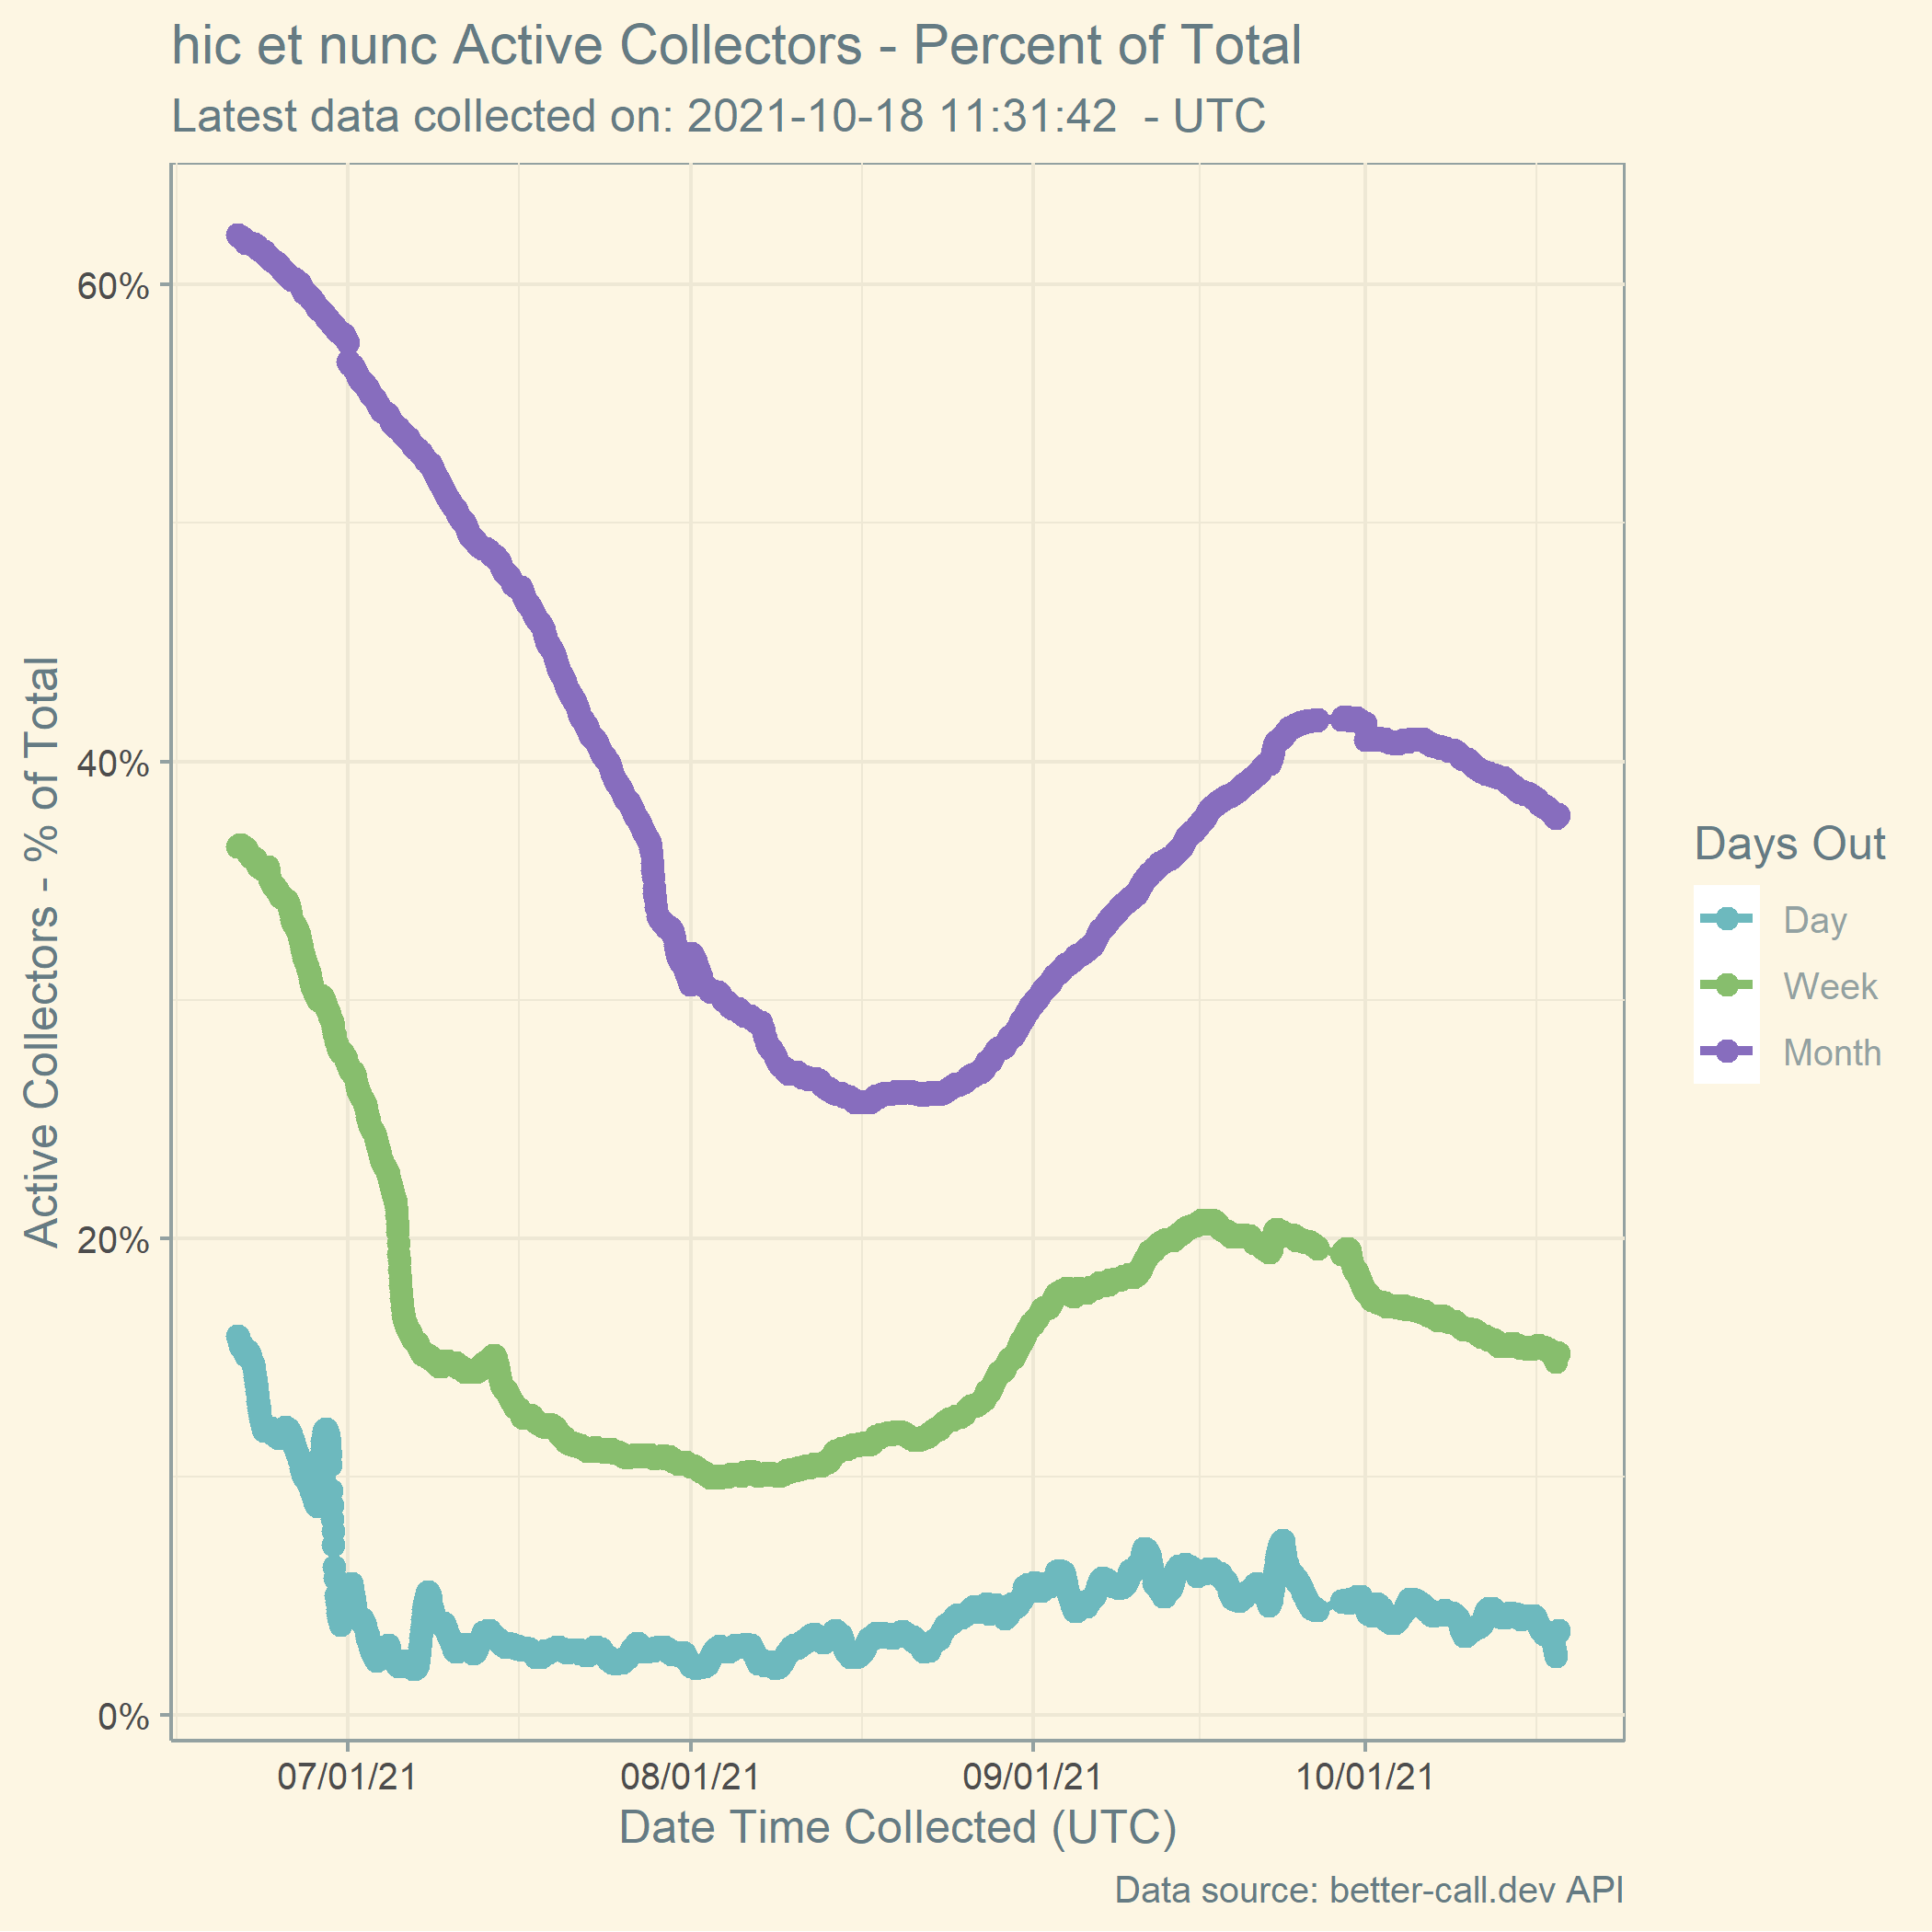 hic et nunc Active Collectors - Percent of Total
Latest data collected on: 2021-10-18 11:31:42  - UTC
Active Collectors - % of Total
60%
40%
20%
0%
07/01/21
08/01/21
09/01/21
10/01/21
Date Time Collected (UTC)
Days Out
Day
Week
Month
Data source: better-call.dev API